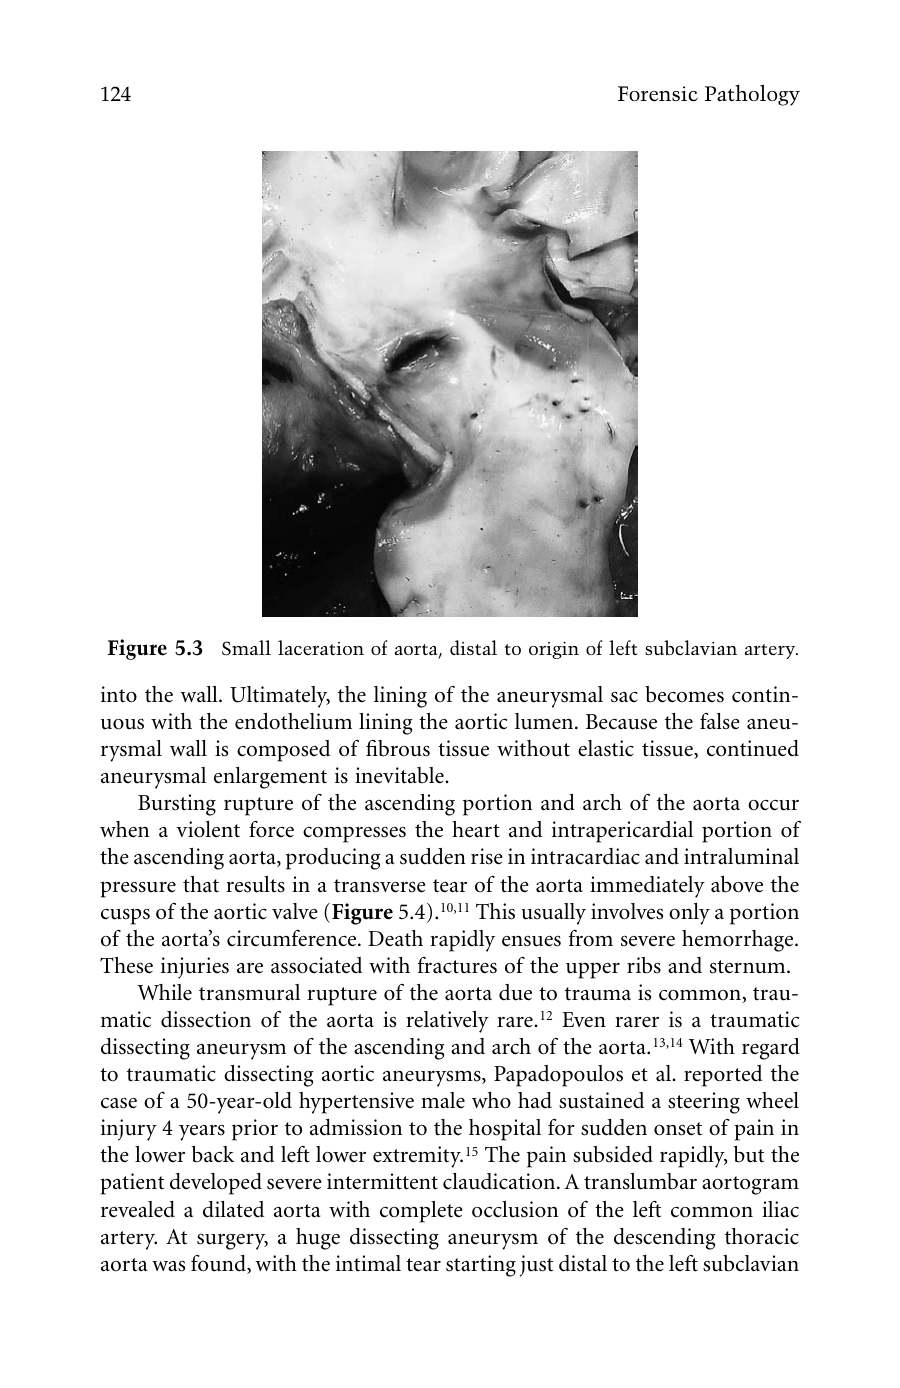 124
Forensic Pathology
Figure 5.3 Small laceration of aorta, distal to origin of left subclavian artery.
into the wall. Ultimately, the lining of the aneurysmal sac becomes contin-
uous with the endothelium lining the aortic lumen. Because the false aneu-
rysmal wall is composed of fibrous tissue without elastic tissue, continued
aneurysmal enlargement is inevitable.
Bursting rupture of the ascending portion and arch of the aorta occur
when a violent force compresses the heart and intrapericardial portion of
the ascending aorta, producing a sudden rise in intracardiac and intraluminal
pressure that results in a transverse tear of the aorta immediately above the
cusps of the aortic valve (Figure 5.4).10,11 This usually involves only a portion
of the aorta’s circumference. Death rapidly ensues from severe hemorrhage.
These injuries are associated with fractures of the upper ribs and sternum.
While transmural rupture of the aorta due to trauma is common, trau-
matic dissection of the aorta is relatively rare.12 Even rarer is a traumatic
dissecting aneurysm of the ascending and arch of the aorta.13,14 With regard
to traumatic dissecting aortic aneurysms, Papadopoulos et al. reported the
case of a 50-year-old hypertensive male who had sustained a steering wheel
injury 4 years prior to admission to the hospital for sudden onset of pain in
the lower back and left lower extremity.15 The pain subsided rapidly, but the
patient developed severe intermittent claudication. A translumbar aortogram
revealed a dilated aorta with complete occlusion of the left common iliac
artery. At surgery, a huge dissecting aneurysm of the descending thoracic
aorta was found, with the intimal tear starting just distal to the left subclavian